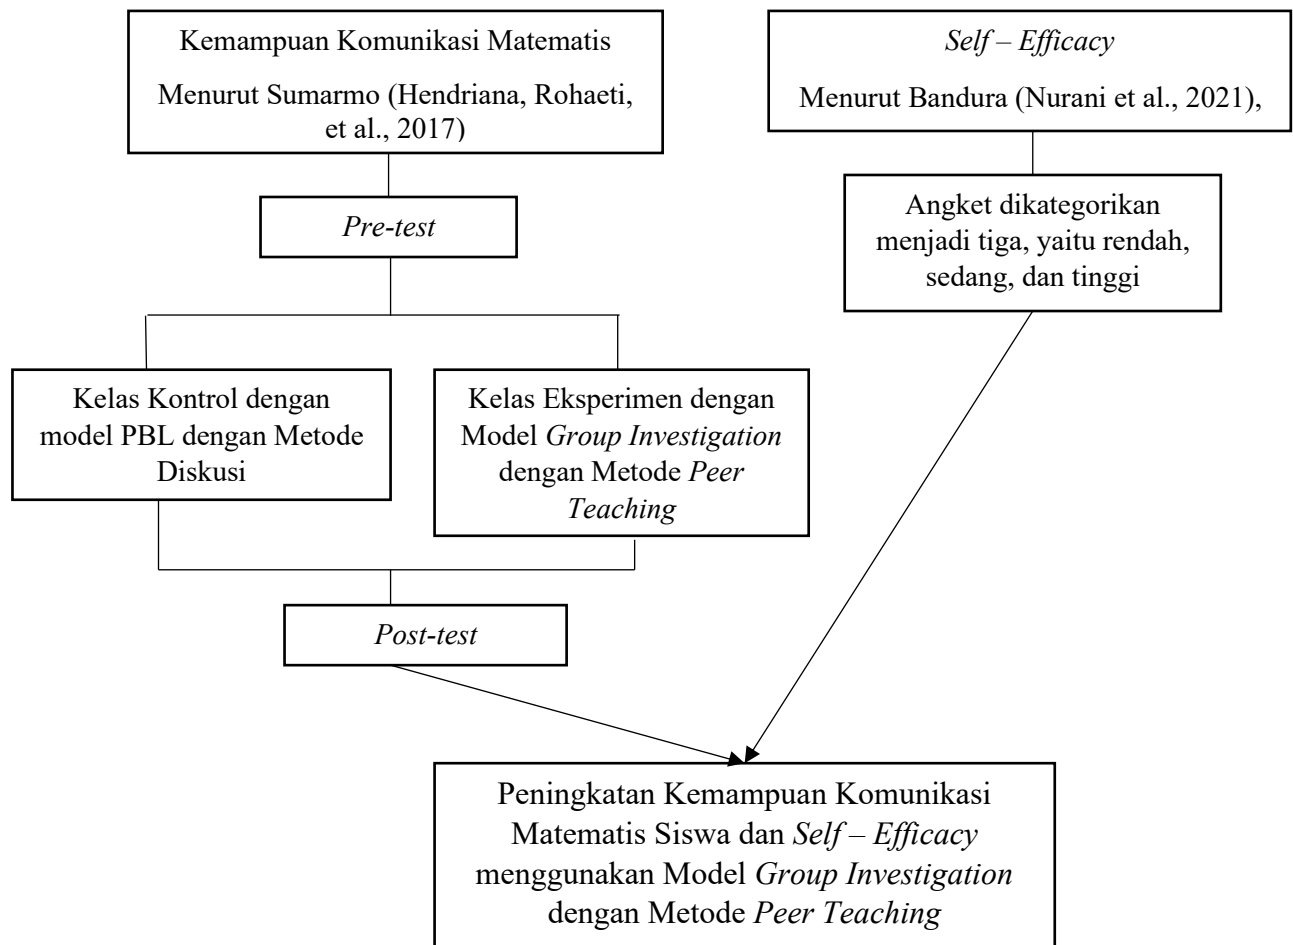 Kemampuan Komunikasi Matematis
Menurut Sumarmo (Hendriana, Rohaeti,
et al., 2017)
Self – Efficacy
Menurut Bandura (Nurani et al., 2021),
Pre-test
Angket dikategorikan
menjadi tiga, yaitu rendah,
sedang, dan tinggi
Kelas Kontrol dengan
model PBL dengan Metode
Diskusi
Kelas Eksperimen dengan
Model Group Investigation
dengan Metode Peer
Teaching
Post-test
Peningkatan Kemampuan Komunikasi
Matematis Siswa dan Self – Efficacy
menggunakan Model Group Investigation
dengan Metode Peer Teaching